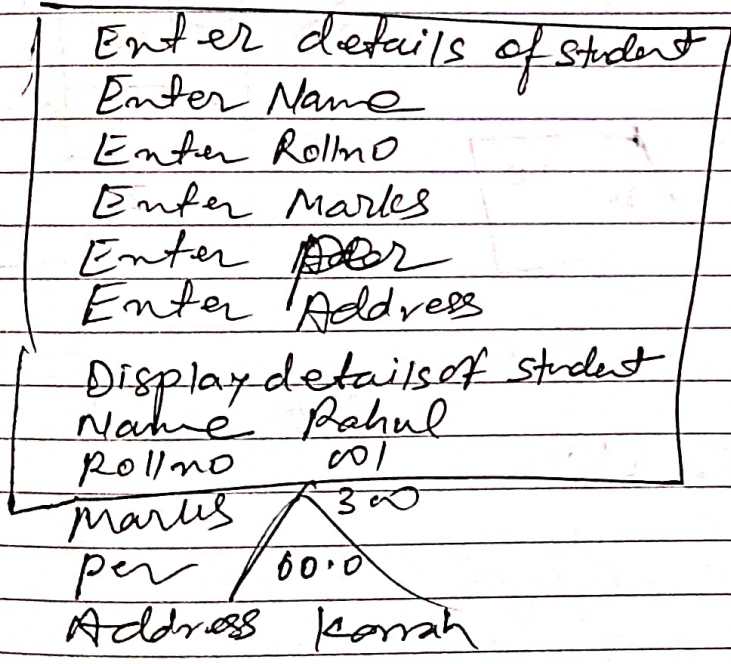 Enter details of student
Enter Name
Enter Rollno
Enter Marks
Enter
Enter Address
Display details of student
Name Rahul
Rollno 001
Marks 300
Per 60.0
Address